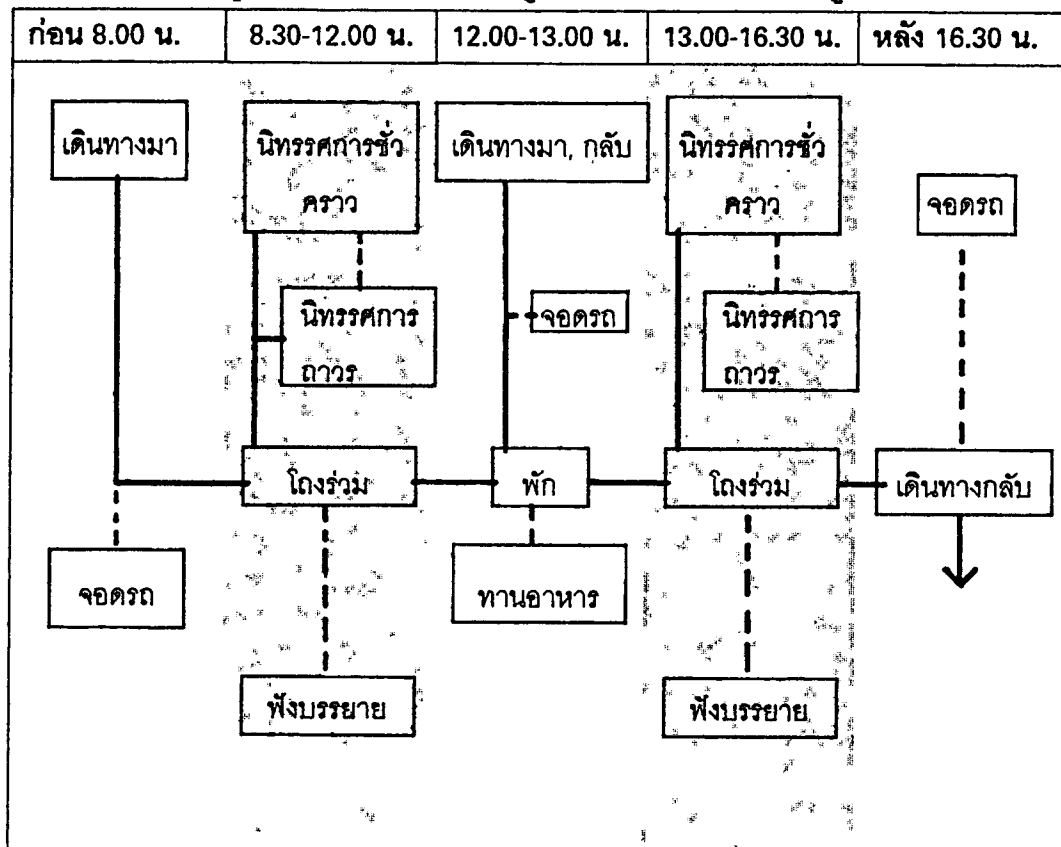 ก่อน 8.00 น. 8.30-12.00 น. 12.00-13.00 น. 13.00-16.30 น. หลัง 16.30 น.
เดินทางมา นิทรรศการชั่ว เดินทางมา, กลับ นิทรรศการชั่ว
คราว คราว จอดรถ
นิทรรศการ จอดรถ นิทรรศการ
ถาวร ถาวร
โถงร่วม พัก โถงร่วม เดินทางกลับ
จอดรถ ทานอาหาร
ฟังบรรยาย ฟังบรรยาย